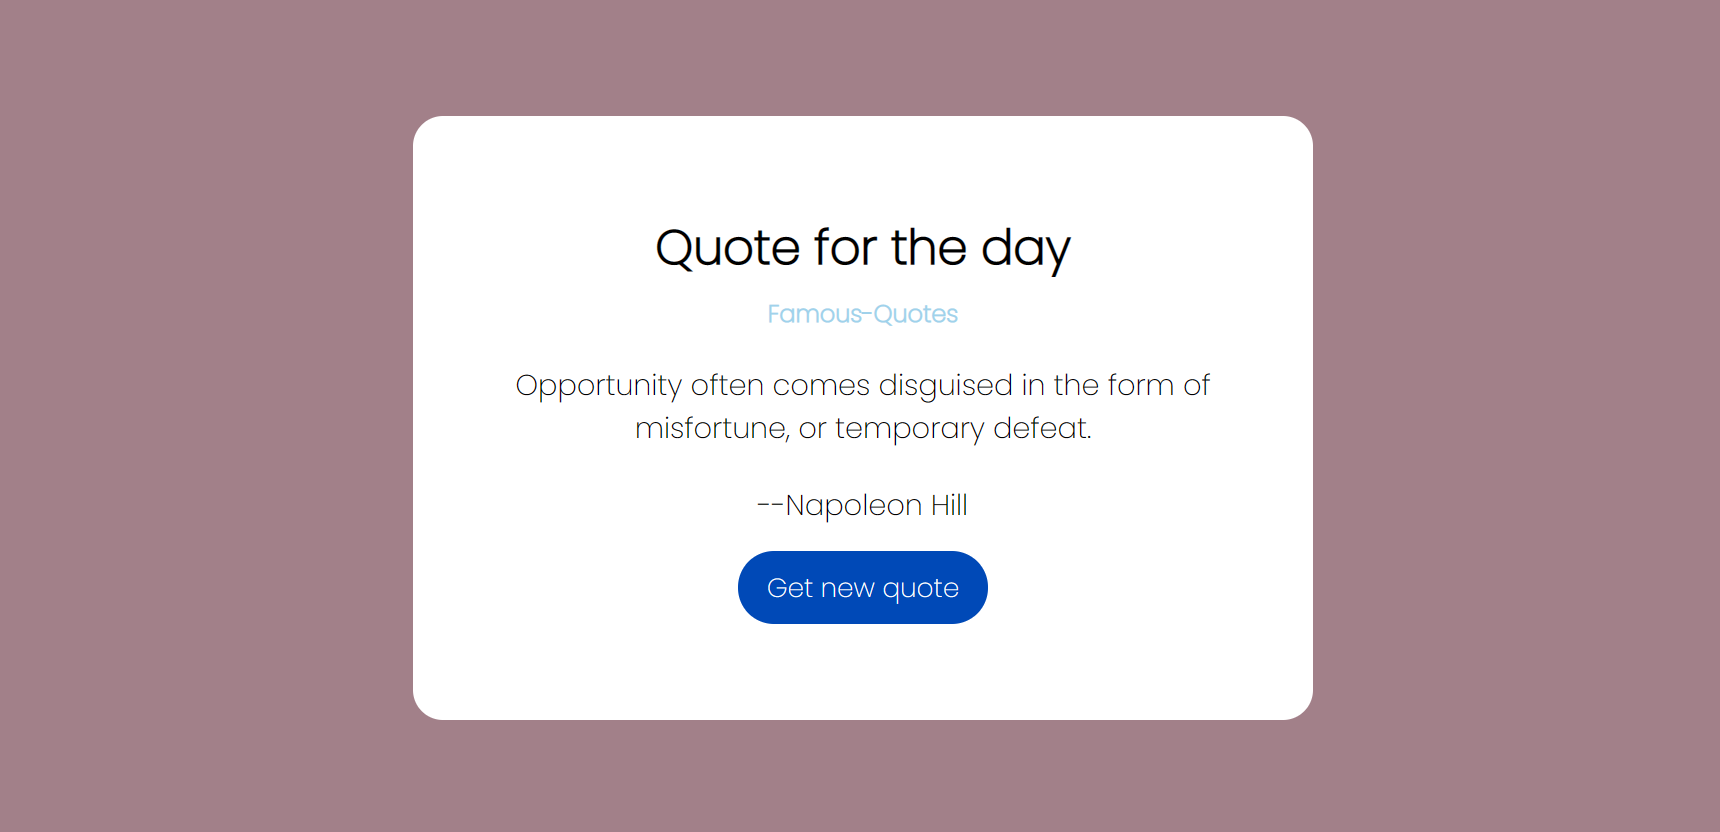 Quote for the day
Famous-Quotes
Opportunity often comes disguised in the form of
misfortune, or temporary defeat.
--Napoleon Hill
Get new quote